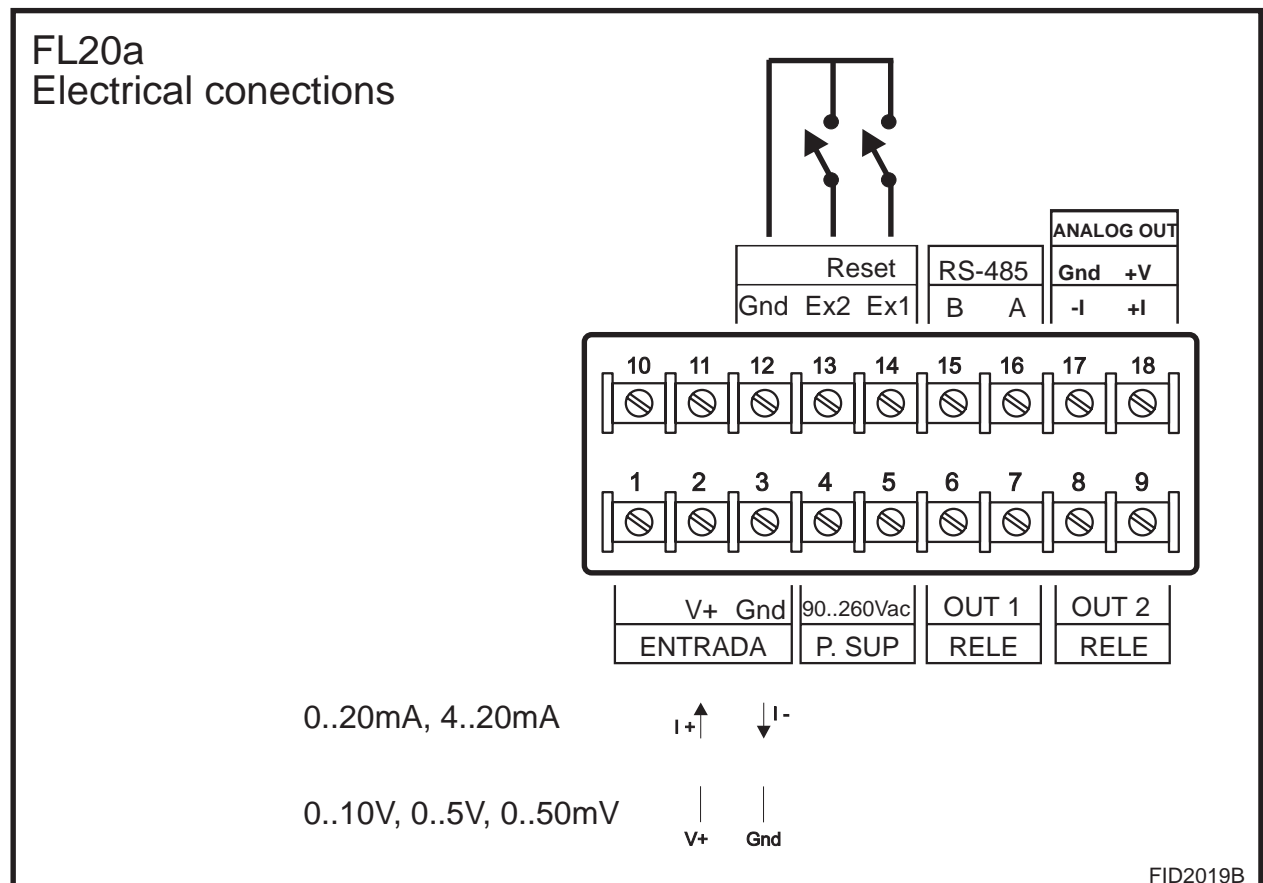 FL20a
Electrical conections
ANALOG OUT
Reset RS-485 Gnd +V
Gnd Ex2 Ex1 B A -I +I
10 11 12 13 14 15 16 17 18
1 2 3 4 5 6 7 8 9
V+ Gnd 90..260Vac OUT 1 OUT 2
ENTRADA P. SUP RELE RELE
0..20mA, 4..20mA I + I -
0..10V, 0..5V, 0..50mV
V+ Gnd
FID2019B